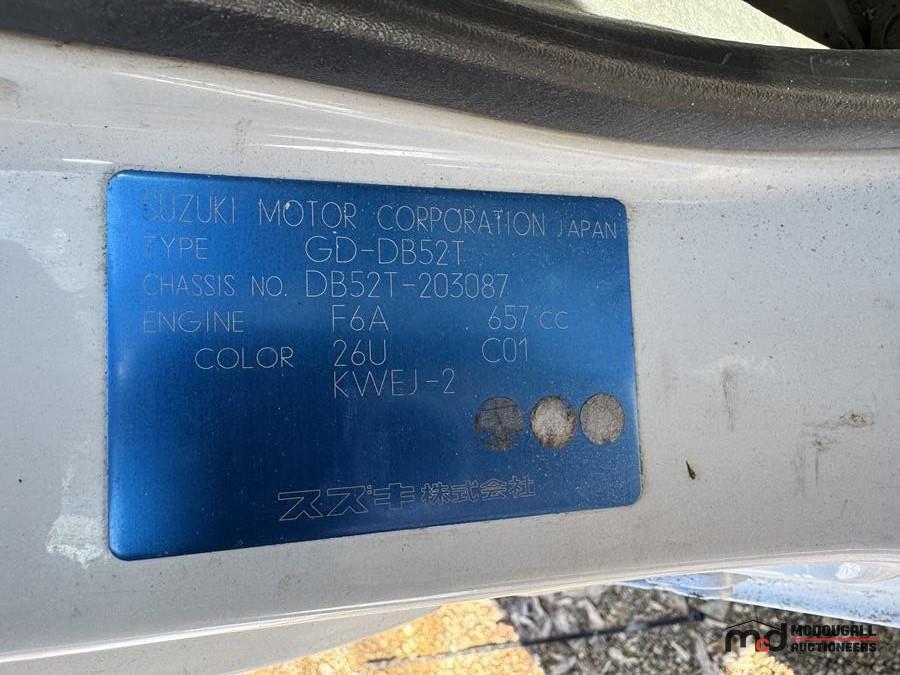 SUZUKI MOTOR CORPORATION JAPAN
TYPE GD-DB52T
CHASSIS NO. DB52T-203087
ENGINE F6A 657 cc
COLOR 26U C01
KWEJ-2
スズキ株式会社
mcd MCDOUGALL
AUCTIONEERS